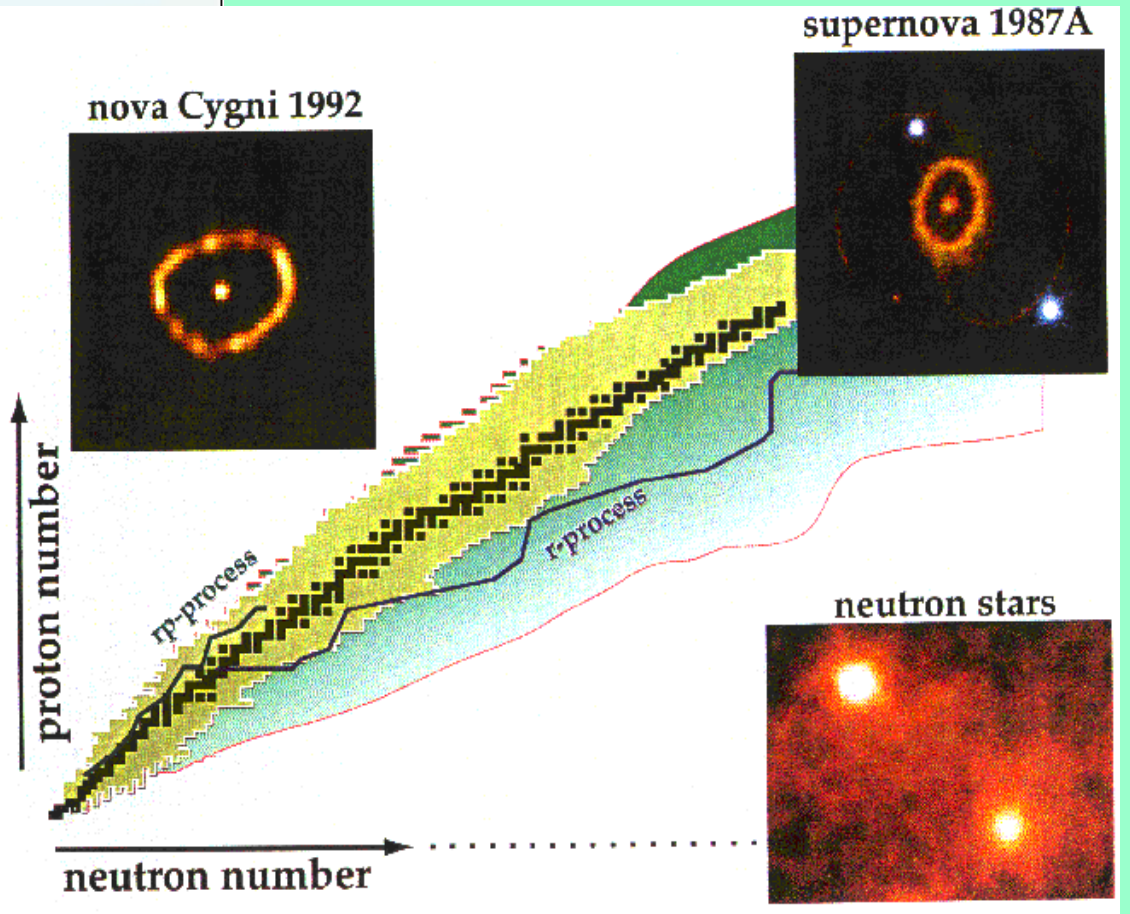 supernova 1987A
nova Cygni 1992
proton number
rp-process
r-process
neutron stars
neutron number